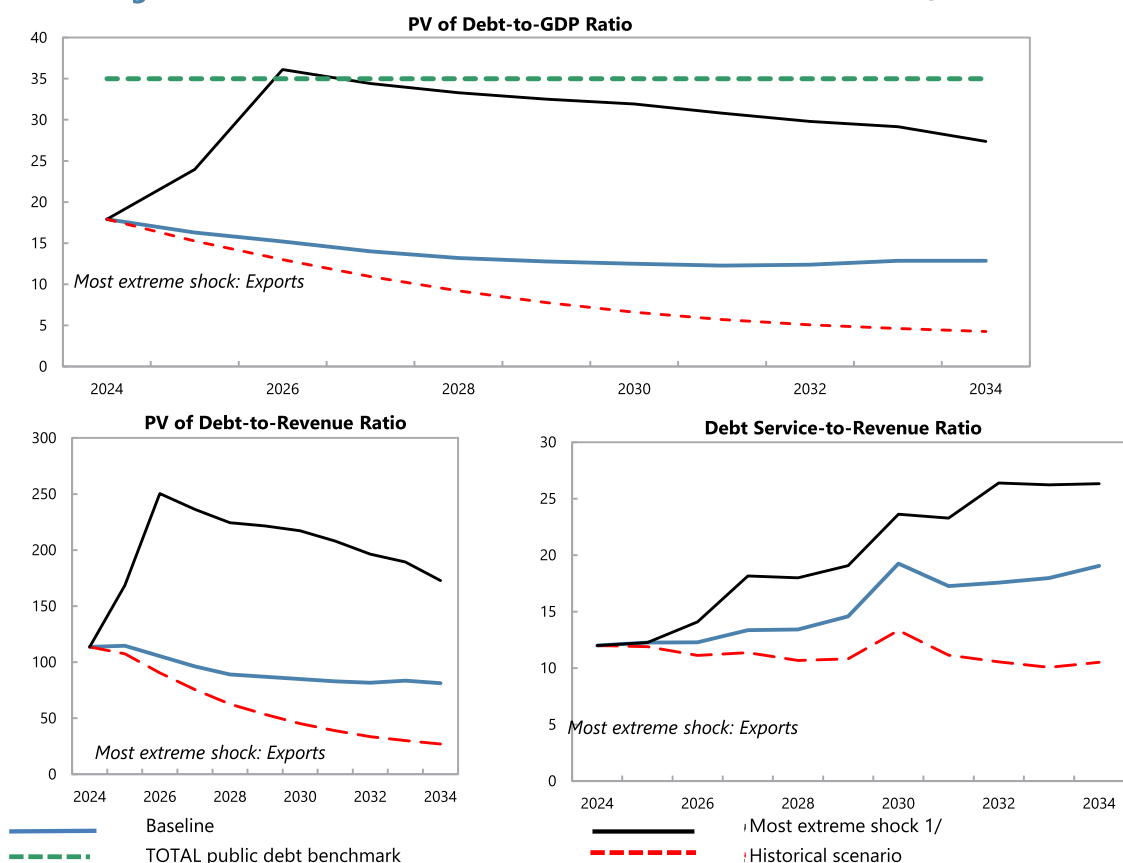 PV of Debt-to-GDP Ratio
40
35
30
25
20
15
10
5
0
Most extreme shock: Exports
2024 2026 2028 2030 2032 2034
PV of Debt-to-Revenue Ratio
300
250
200
150
100
50
0
Most extreme shock: Exports
2024 2026 2028 2030 2032 2034
Debt Service-to-Revenue Ratio
30
25
20
15
10
5
0
Most extreme shock: Exports
2024 2026 2028 2030 2032 2034
Baseline
Most extreme shock 1/
TOTAL public debt benchmark
Historical scenario